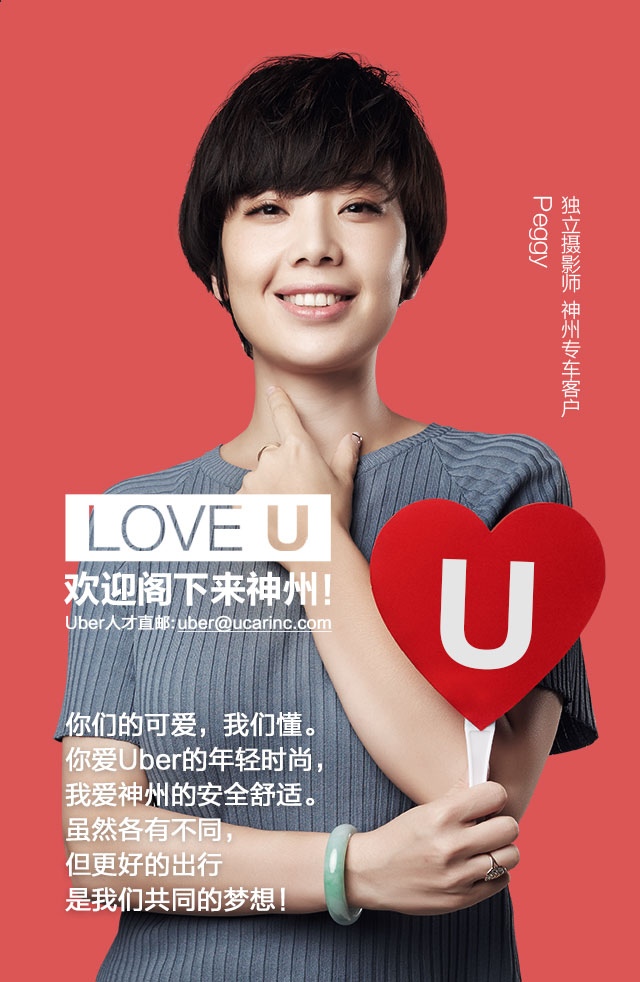 独立摄影师 神州专车客户
Peggy
LOVE U
欢迎阁下来神州！
Uber人才直邮:uber@ucarinc.com
U
你们的可爱，我们懂。
你爱Uber的年轻时尚，
我爱神州的安全舒适。
虽然各有不同，
但更好的出行
是我们共同的梦想！